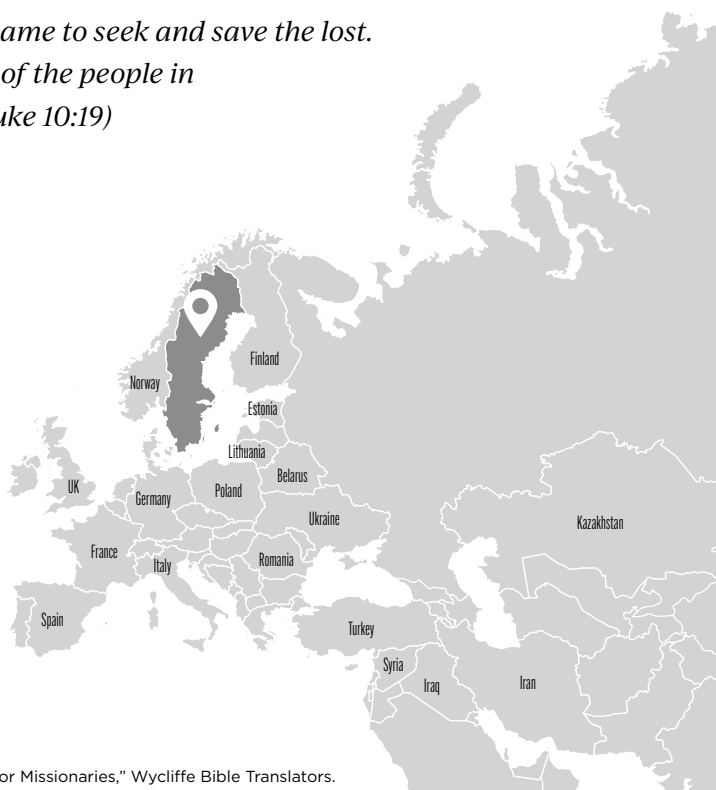 ame to seek and save the lost.
of the people in
uke 10:19)
Finland
Norway
Estonia
Lithuania
Belarus
UK
Germany
Poland
Ukraine
Kazakhstan
France
Italy
Romania
Spain
Turkey
Syria
Iraq
Iran
or Missionaries,” Wycliffe Bible Translators.